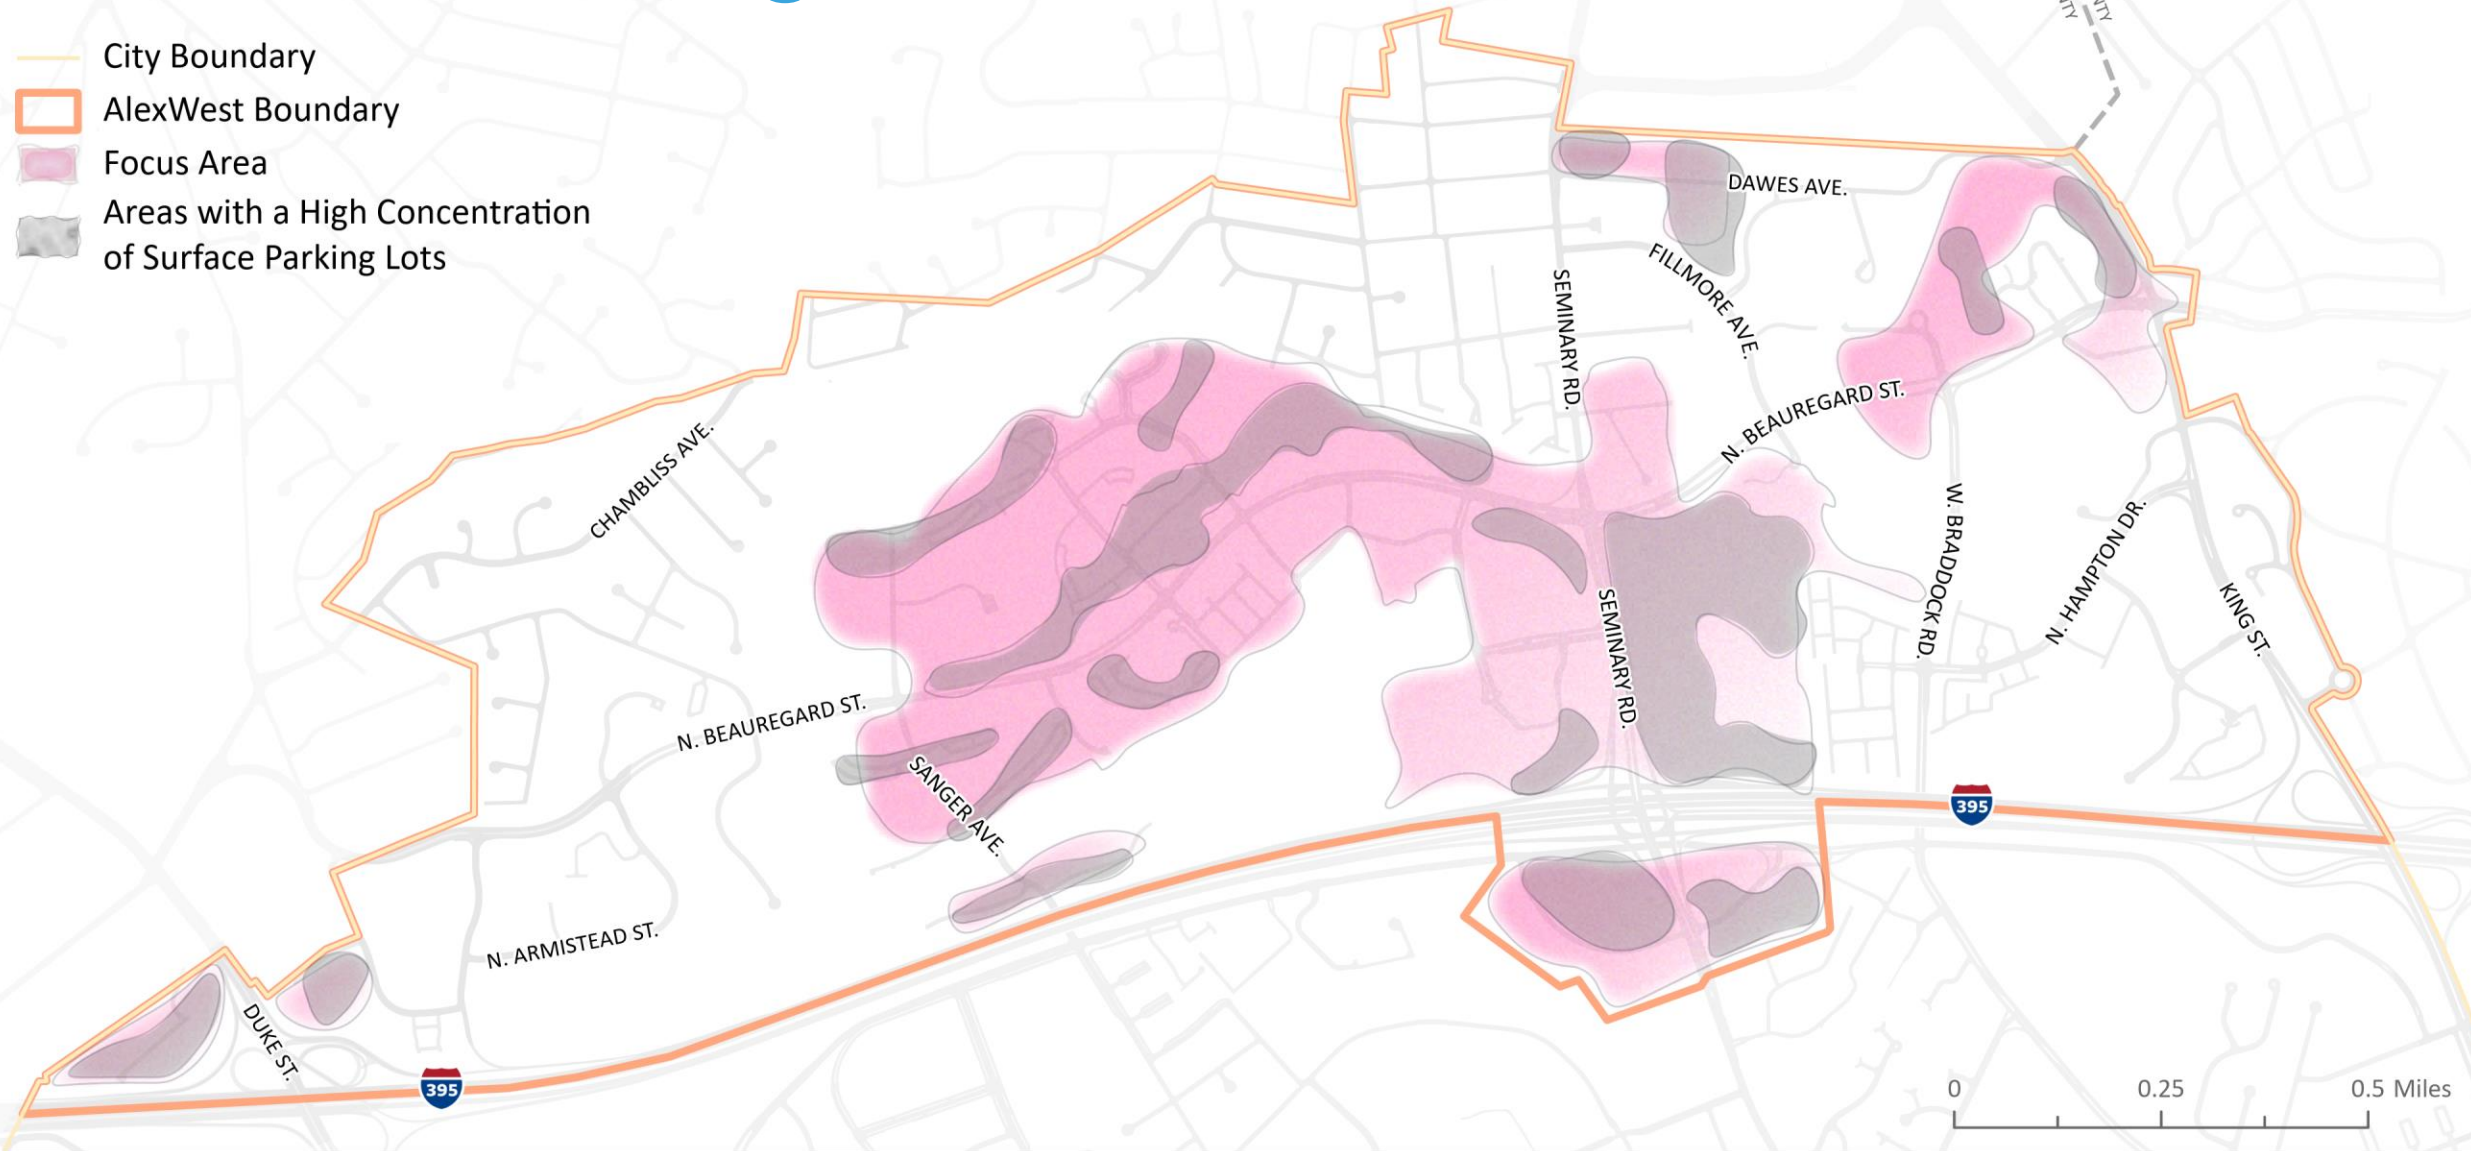 City Boundary
AlexWest Boundary
Focus Area
Areas with a High Concentration
of Surface Parking Lots
DAWES AVE.
FILLMORE AVE.
SEMINARY RD.
N. BEAUREGARD ST.
CHAMBLISS AVE.
W. BRADDOCK RD.
N. HAMPTON DR.
KING ST.
SEMINARY RD.
N. BEAUREGARD ST.
SANGER AVE.
395
N. ARMISTEAD ST.
DUKE ST.
395
0 0.25 0.5 Miles